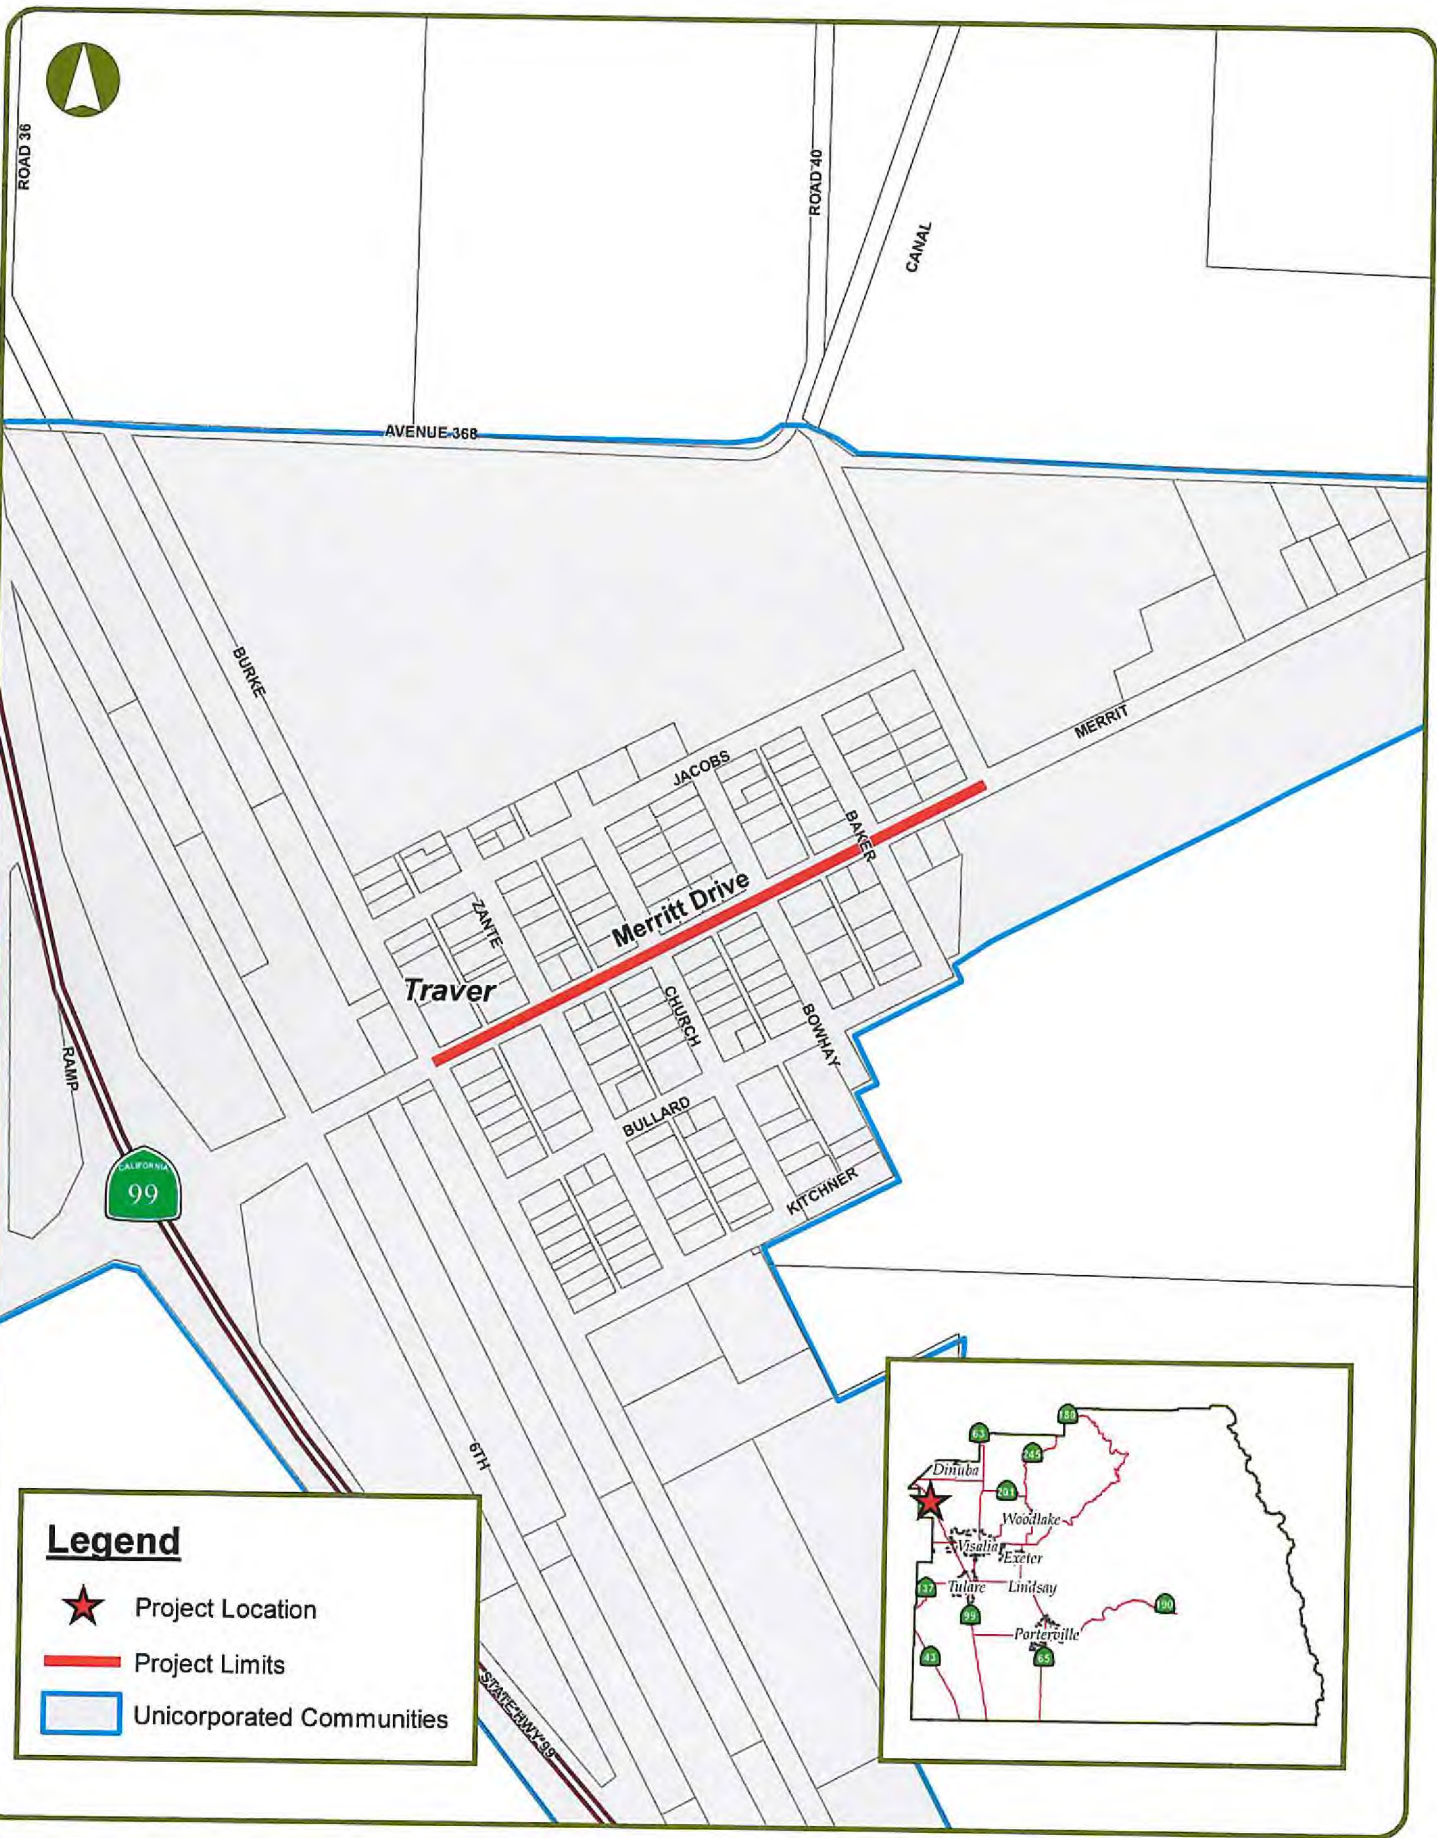 ROAD 36
ROAD 40
CANAL
AVENUE 368
BURKE
MERRIT
JACOBS
BAKER
ZANTE
Merritt Drive
Traver
CHURCH
BOWHAY
RAMP
BULLARD
CALIFORNIA
99
KITCHNER
6TH
STATE HWY 99
Legend
Project Location
Project Limits
Unicorporated Communities
180
63
245
Dinuba
201
Woodlake
Visalia
Exeter
137
Tulare
Lindsay
99
190
Porterville
43
65